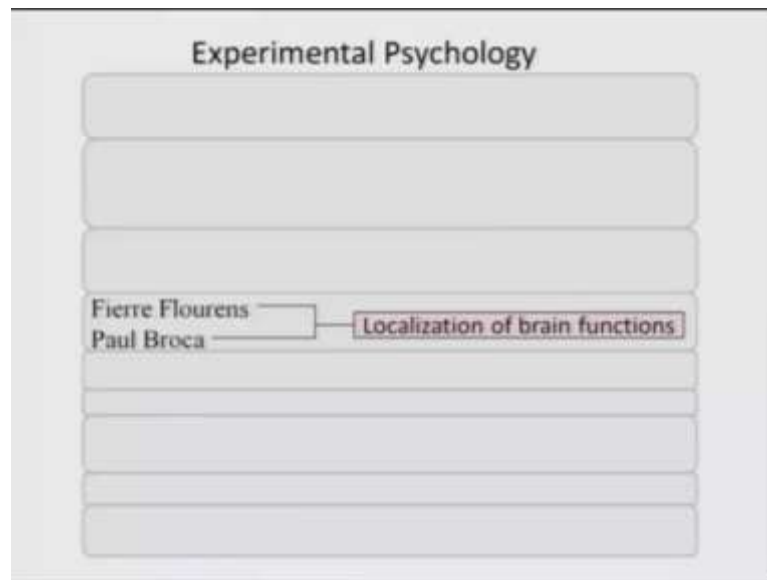 Experimental Psychology
Fierre Flourens
Paul Broca
Localization of brain functions